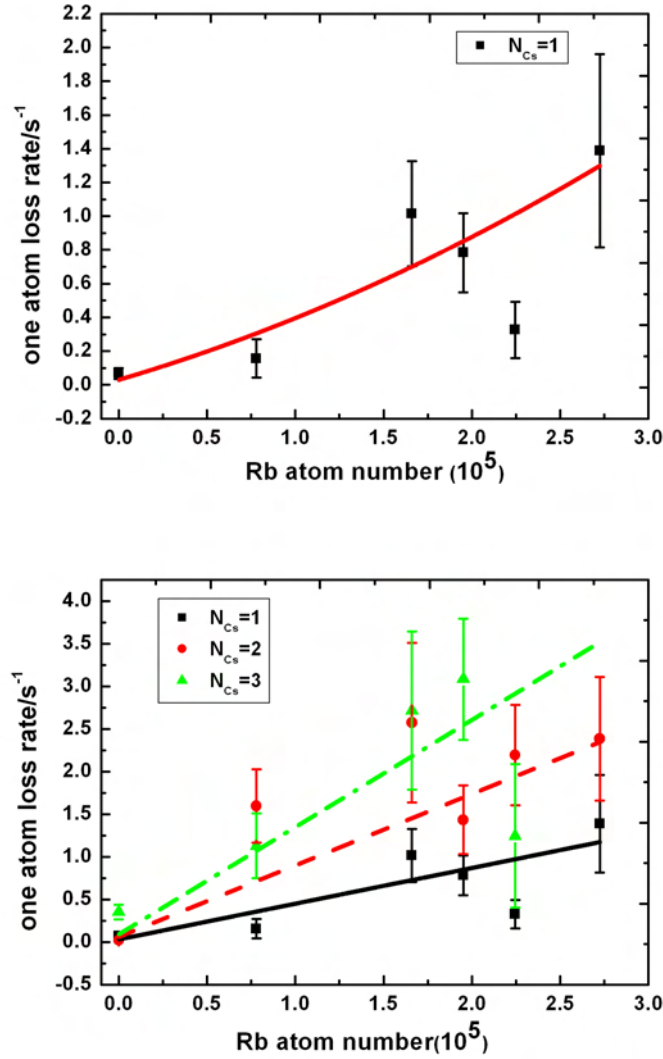 2.2
2.0
1.8
1.6
1.4
1.2
1.0
0.8
0.6
0.4
0.2
0.0
-0.2
one atom loss rate/s⁻¹
N_Cs=1
0.0 0.5 1.0 1.5 2.0 2.5 3.0
Rb atom number (10⁵)
4.0
3.5
3.0
2.5
2.0
1.5
1.0
0.5
0.0
-0.5
one atom loss rate/s⁻¹
N_Cs=1
N_Cs=2
N_Cs=3
0.0 0.5 1.0 1.5 2.0 2.5 3.0
Rb atom number(10⁵)